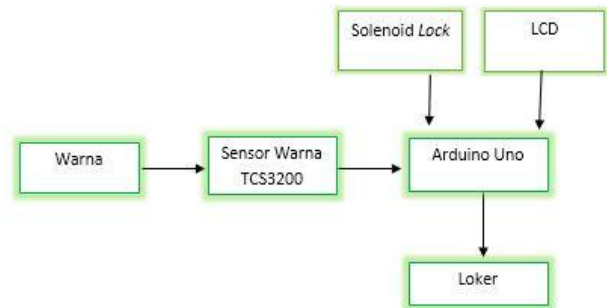 Solenoid Lock
LCD
Warna
Sensor Warna
TCS3200
Arduino Uno
Loker